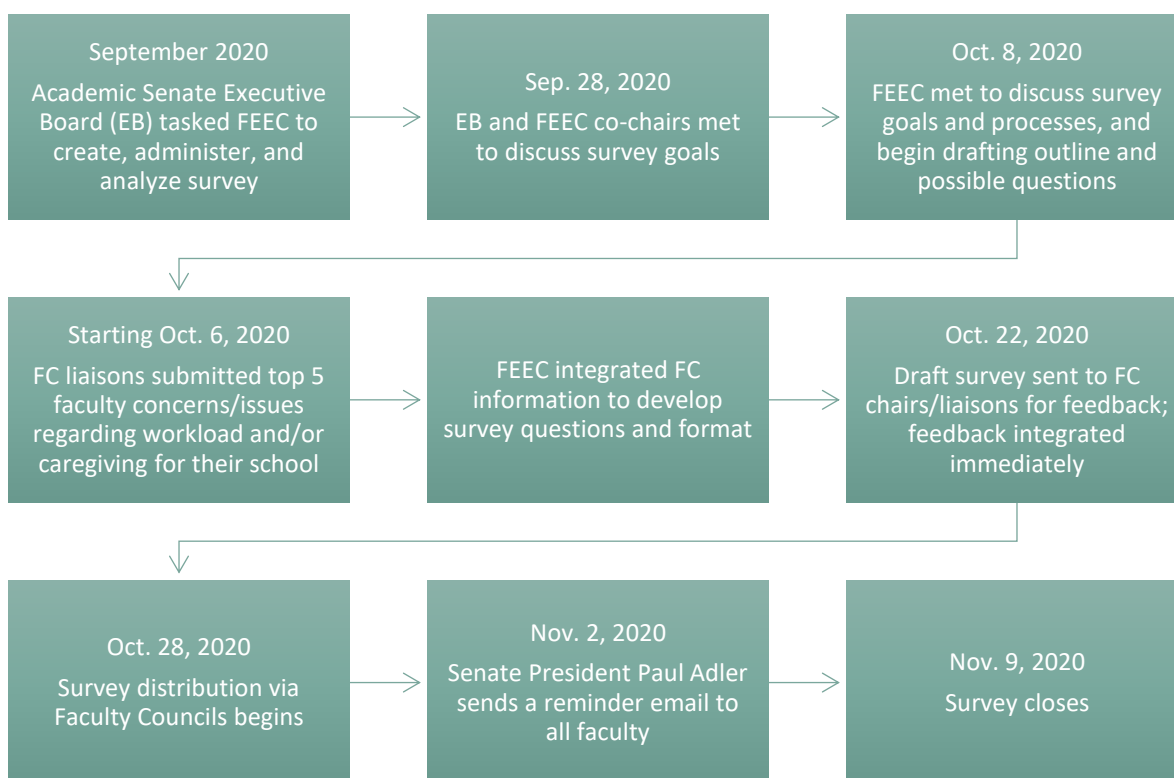 September 2020
Academic Senate Executive
Board (EB) tasked FEEC to
create, administer, and
analyze survey
Sep. 28, 2020
EB and FEEC co-chairs met
to discuss survey goals
Oct. 8, 2020
FEEC met to discuss survey
goals and processes, and
begin drafting outline and
possible questions
Starting Oct. 6, 2020
FC liaisons submitted top 5
faculty concerns/issues
regarding workload and/or
caregiving for their school
FEEC integrated FC
information to develop
survey questions and format
Oct. 22, 2020
Draft survey sent to FC
chairs/liaisons for feedback;
feedback integrated
immediately
Oct. 28, 2020
Survey distribution via
Faculty Councils begins
Nov. 2, 2020
Senate President Paul Adler
sends a reminder email to
all faculty
Nov. 9, 2020
Survey closes